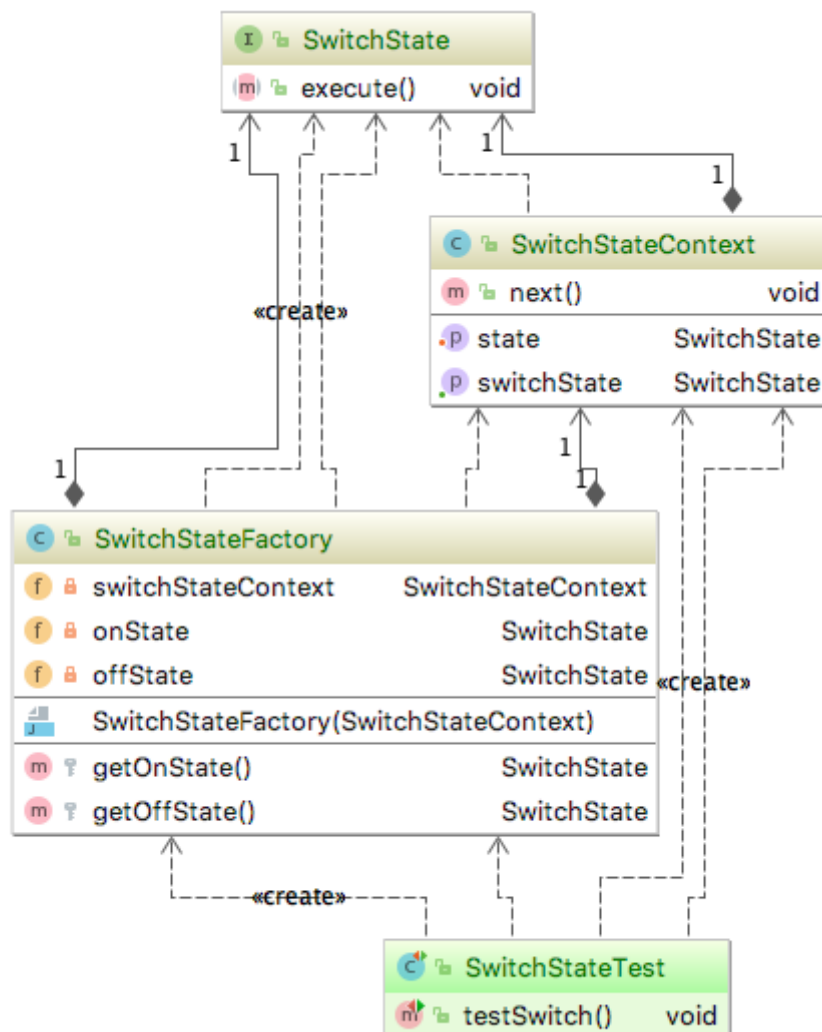 I SwitchState
m execute() void
1
1
1
C SwitchStateContext
m next() void
«create»
p state SwitchState
p switchState SwitchState
1
1
1
C SwitchStateFactory
f switchStateContext SwitchStateContext
f onState SwitchState
f offState SwitchState
«create»
J SwitchStateFactory(SwitchStateContext)
m getOnState() SwitchState
m getOffState() SwitchState
«create»
C SwitchStateTest
m testSwitch() void